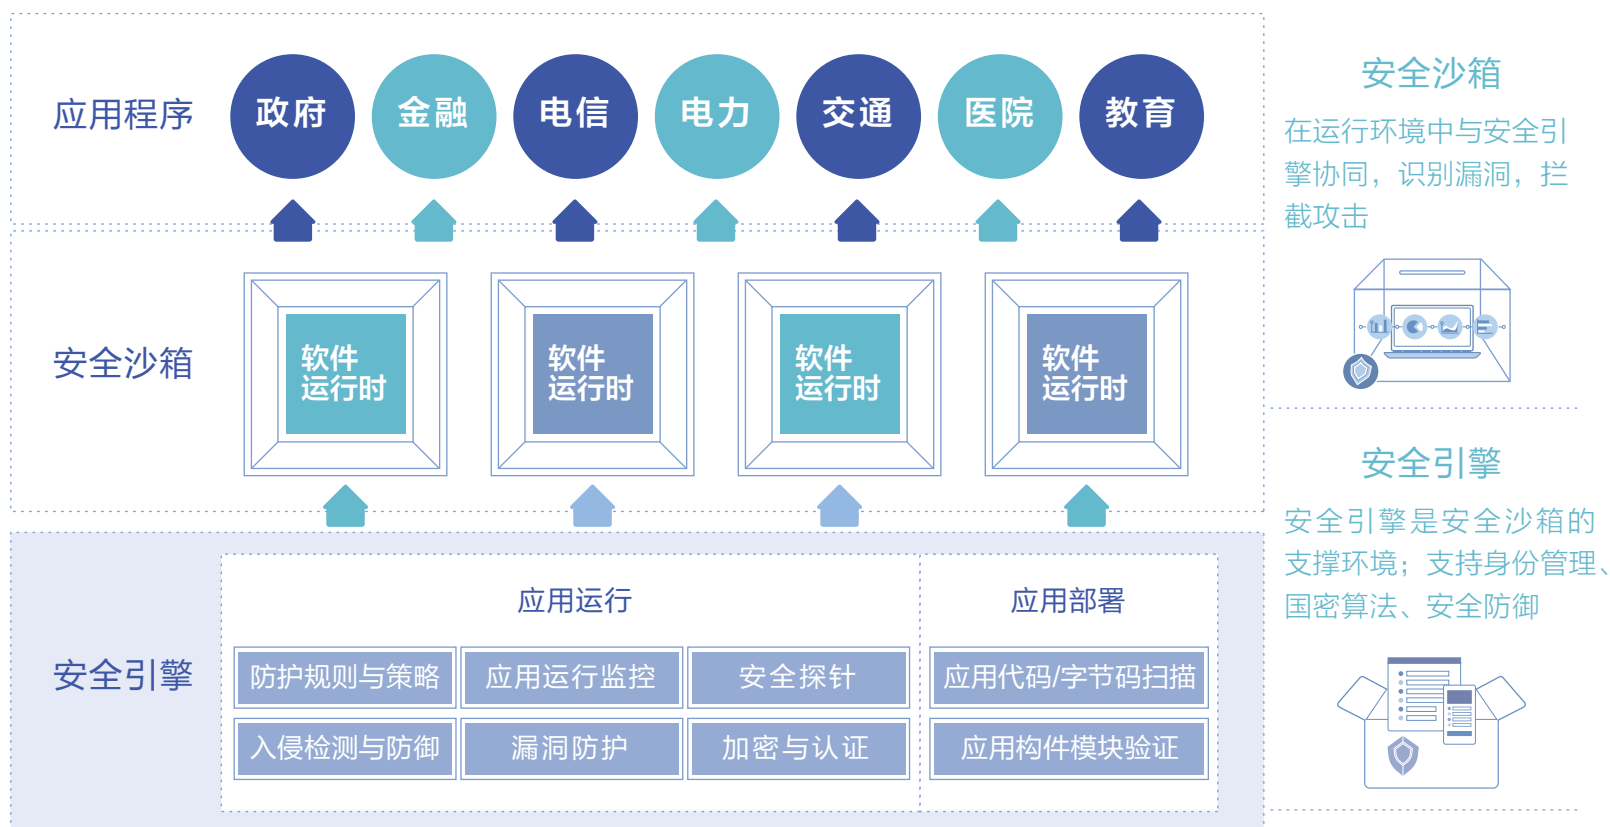 应用程序
政府
金融
电信
电力
交通
医院
教育
安全沙箱
软件
运行时
软件
运行时
软件
运行时
软件
运行时
安全引擎
应用运行
防护规则与策略
应用运行监控
安全探针
入侵检测与防御
漏洞防护
加密与认证
应用部署
应用代码/字节码扫描
应用构件模块验证
安全沙箱
在运行环境中与安全引
擎协同，识别漏洞，拦
截攻击
安全引擎
安全引擎是安全沙箱的
支撑环境；支持身份管理、
国密算法、安全防御